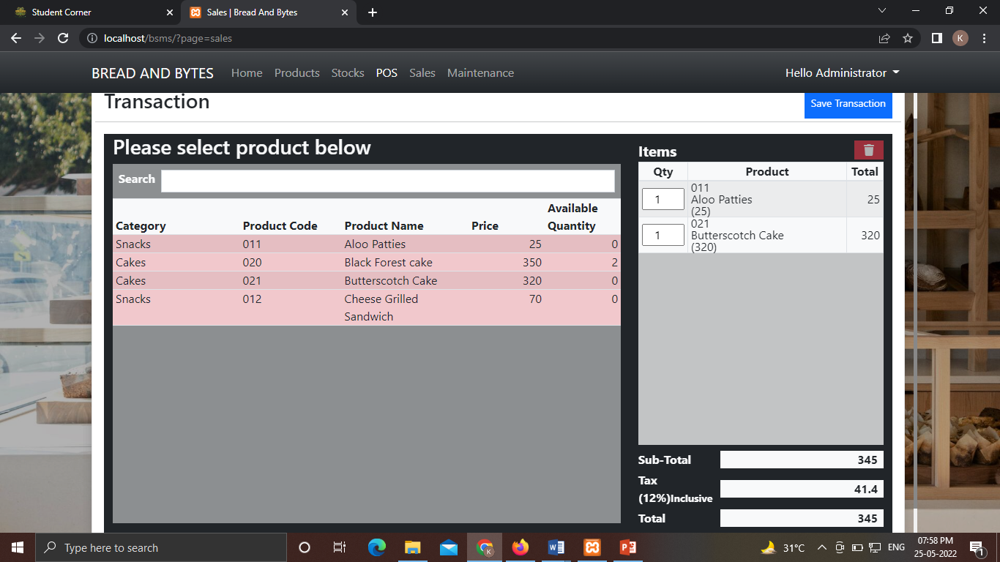 Student Corner
Sales | Bread And Bytes
localhost/bsms/?page=sales
K
BREAD AND BYTES Home Products Stocks POS Sales Maintenance Hello Administrator
Transaction
Save Transaction
Please select product below
Search
Category Product Code Product Name Price Available Quantity
Snacks 011 Aloo Patties 25 0
Cakes 020 Black Forest cake 350 2
Cakes 021 Butterscotch Cake 320 0
Snacks 012 Cheese Grilled 70 0
Sandwich
Items
Qty Product Total
011
1 Aloo Patties 25
(25)
021
1 Butterscotch Cake 320
(320)
Sub-Total 345
Tax
(12%)Inclusive 41.4
Total 345
Type here to search
31°C
ENG
07:58 PM
25-05-2022
1